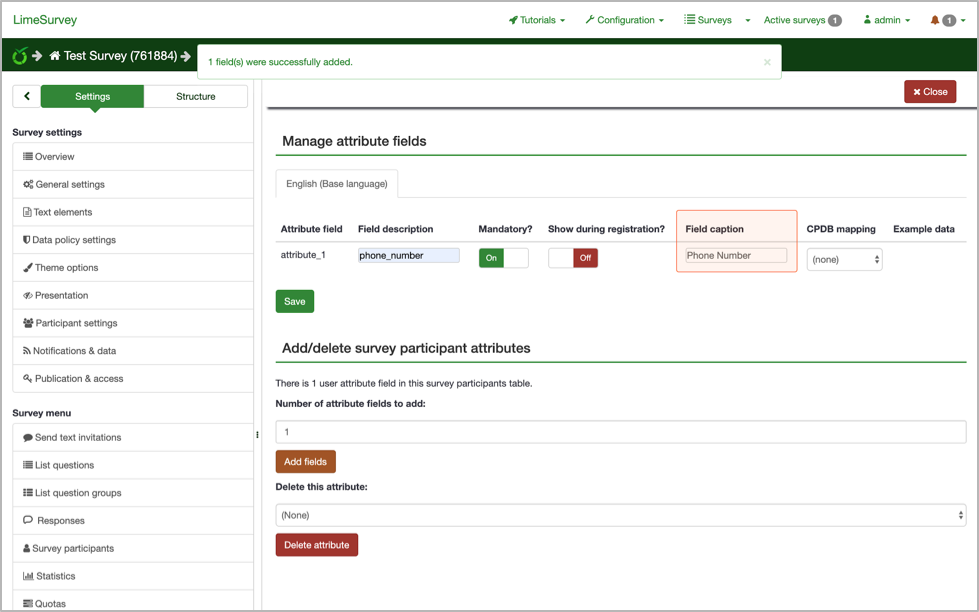 LimeSurvey
Tutorials
Configuration
Surveys
Active surveys 1
admin
1
Test Survey (761884)
1 field(s) were successfully added.
×
Settings
Structure
Close
Survey settings
Overview
General settings
Text elements
Data policy settings
Theme options
Presentation
Participant settings
Notifications & data
Publication & access
Survey menu
Send text invitations
List questions
List question groups
Responses
Survey participants
Statistics
Quotas
Manage attribute fields
English (Base language)
Attribute field Field description Mandatory? Show during registration? Field caption CPDB mapping Example data
attribute_1 phone_number On Off Phone Number (none)
Save
Add/delete survey participant attributes
There is 1 user attribute field in this survey participants table.
Number of attribute fields to add:
1
Add fields
Delete this attribute:
(None)
Delete attribute